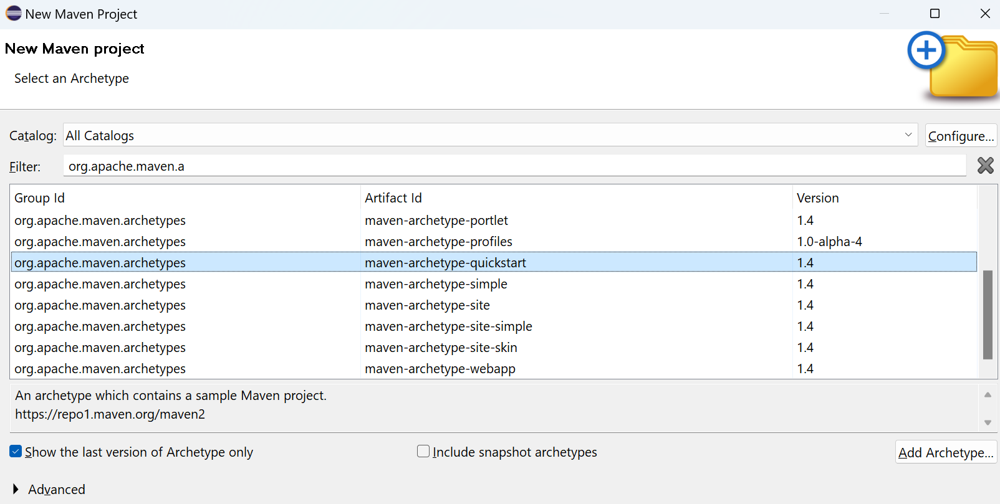 New Maven Project
New Maven project
Select an Archetype
Catalog: All Catalogs Configure...
Filter: org.apache.maven.a
Group Id Artifact Id Version
org.apache.maven.archetypes maven-archetype-portlet 1.4
org.apache.maven.archetypes maven-archetype-profiles 1.0-alpha-4
org.apache.maven.archetypes maven-archetype-quickstart 1.4
org.apache.maven.archetypes maven-archetype-simple 1.4
org.apache.maven.archetypes maven-archetype-site 1.4
org.apache.maven.archetypes maven-archetype-site-simple 1.4
org.apache.maven.archetypes maven-archetype-site-skin 1.4
org.apache.maven.archetypes maven-archetype-webapp 1.4
An archetype which contains a sample Maven project.
https://repo1.maven.org/maven2
Show the last version of Archetype only Include snapshot archetypes Add Archetype...
Advanced